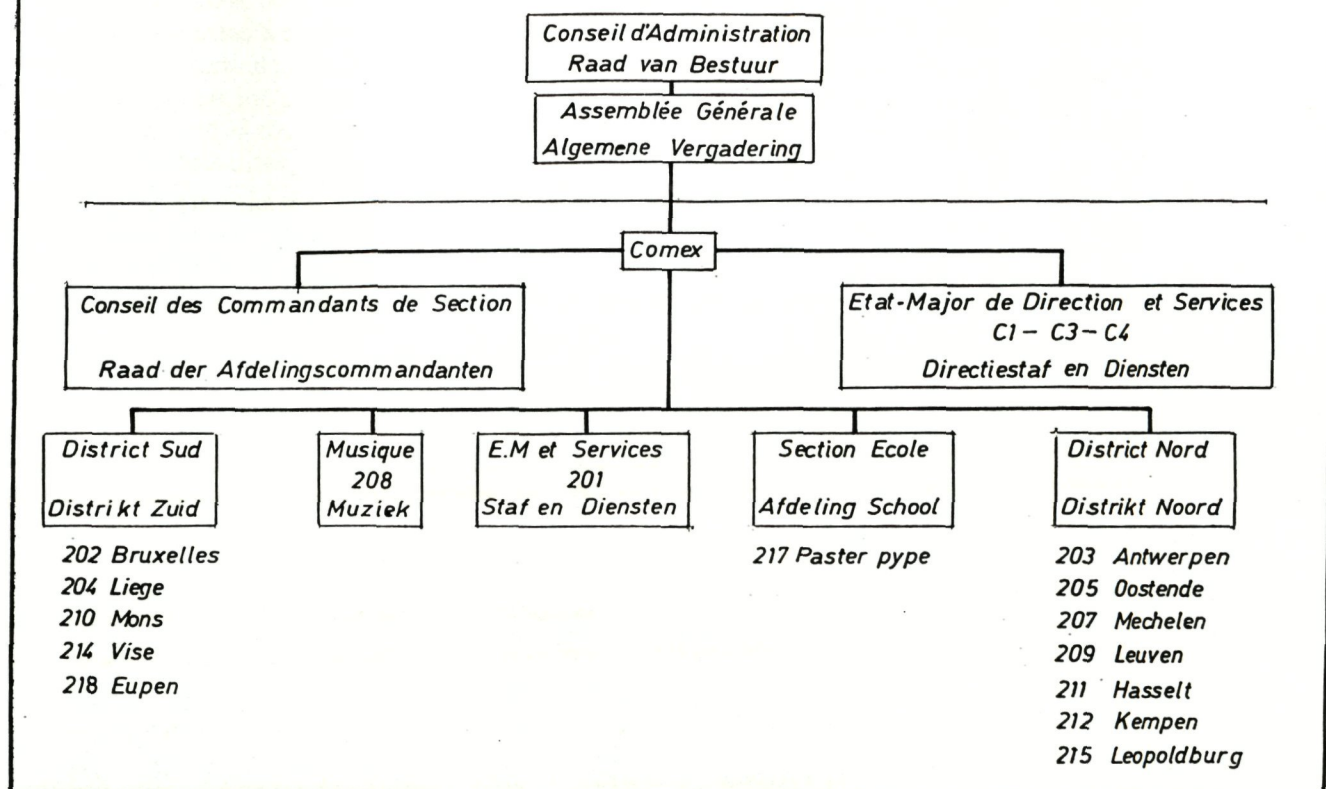 Conseil d'Administration
Raad van Bestuur
Assemblée Générale
Algemene Vergadering
Comex
Conseil des Commandants de Section
Raad der Afdelingscommandanten
Etat-Major de Direction et Services
C1 - C3 - C4
Directiestaf en Diensten
District Sud
Distrikt Zuid
202 Bruxelles
204 Liege
210 Mons
214 Vise
218 Eupen
Musique
208
Muziek
E.M et Services
201
Staf en Diensten
Section Ecole
Afdeling School
217 Paster pype
District Nord
Distrikt Noord
203 Antwerpen
205 Oostende
207 Mechelen
209 Leuven
211 Hasselt
212 Kempen
215 Leopoldburg